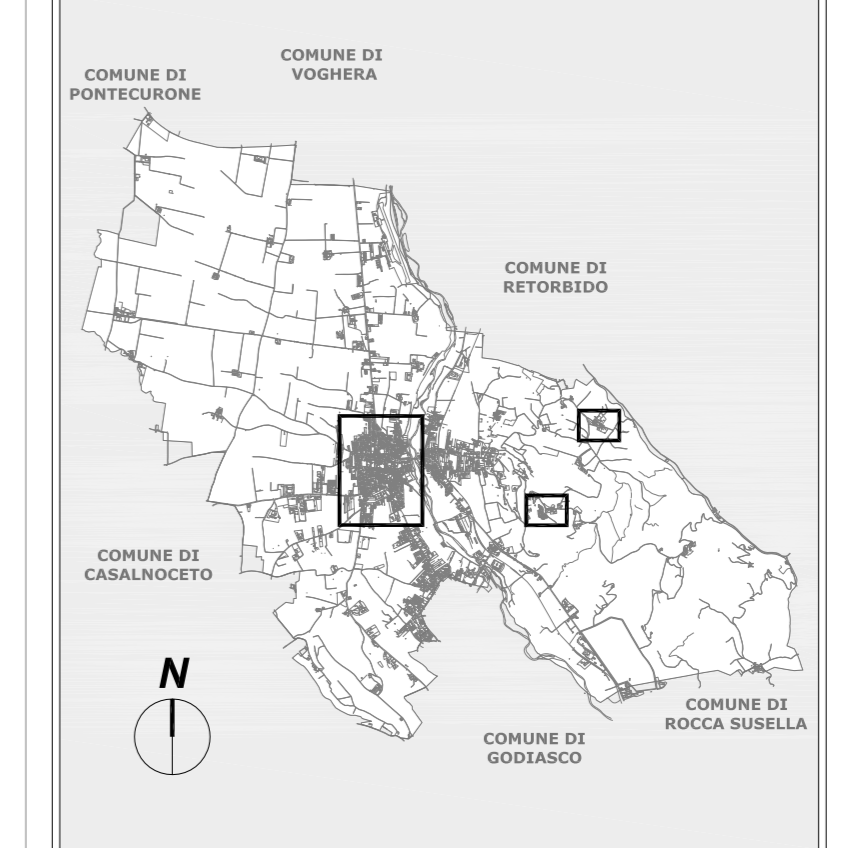 COMUNE DI
VOGHERA
COMUNE DI
PONTECURONE
COMUNE DI
RETORBIDO
COMUNE DI
CASALNOCETO
N
COMUNE DI
ROCCA SUSELLA
COMUNE DI
GODIASCO